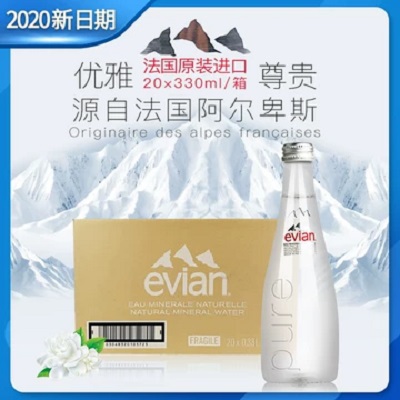 2020新日期
优雅 法国原装进口 尊贵
20x330ml/箱
源自法国阿尔卑斯
Originaire des alpes françaises
evian
EAU MINERALE NATURELLE
NATURAL MINERAL WATER
FRAGILE
evian
pure